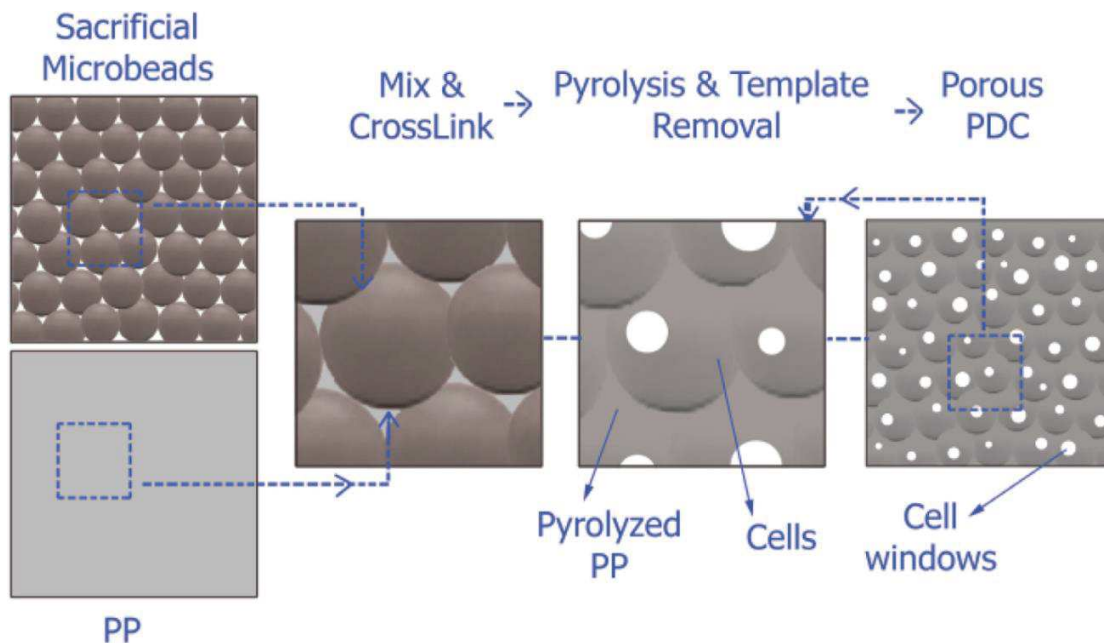 Sacrificial
Microbeads
Mix &
CrossLink
Pyrolysis & Template
Removal
Porous
PDC
Pyrolyzed
PP
Cells
Cell
windows
PP